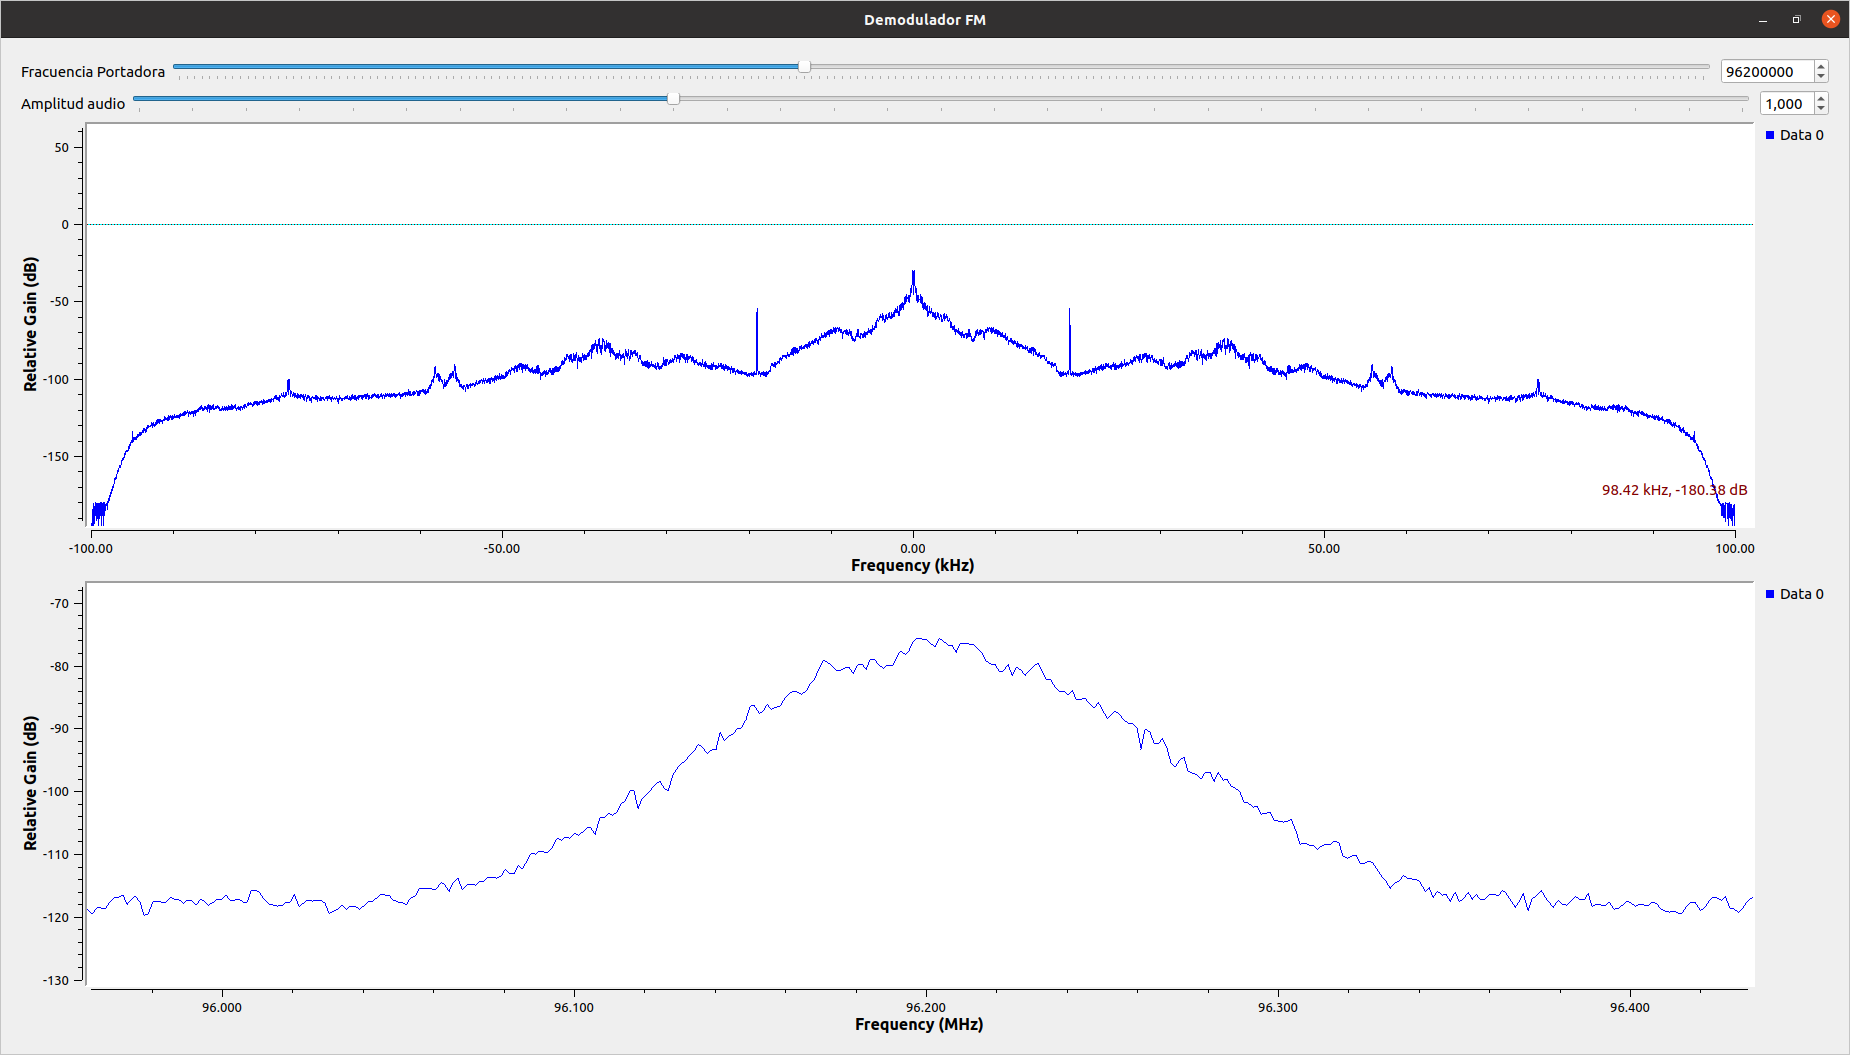 Demodulador FM
Fracuencia Portadora
96200000
Amplitud audio
1,000
Data 0
50
0
-50
-100
-150
Relative Gain (dB)
98.42 kHz, -180.38 dB
-100.00 -50.00 0.00 50.00 100.00
Frequency (kHz)
Data 0
-70
-80
-90
-100
-110
-120
-130
Relative Gain (dB)
96.000 96.100 96.200 96.300 96.400
Frequency (MHz)